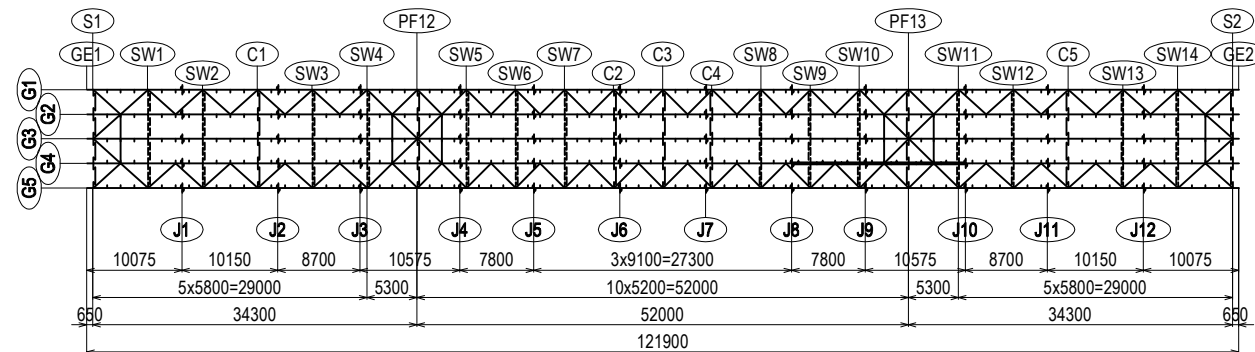 S1 PF12 PF13 S2
GE1 SW1 C1 SW4 SW5 SW7 C3 SW8 SW10 SW11 C5 SW14 GE2
SW2 SW3 SW6 C2 C4 SW9 SW12 SW13
G1
G2
G3
G4
G5
J1 J2 J3 J4 J5 J6 J7 J8 J9 J10 J11 J12
10075 10150 8700 10575 7800 3x9100=27300 7800 10575 8700 10150 10075
5x5800=29000 5300 10x5200=52000 5300 5x5800=29000
650 34300 52000 34300 650
121900